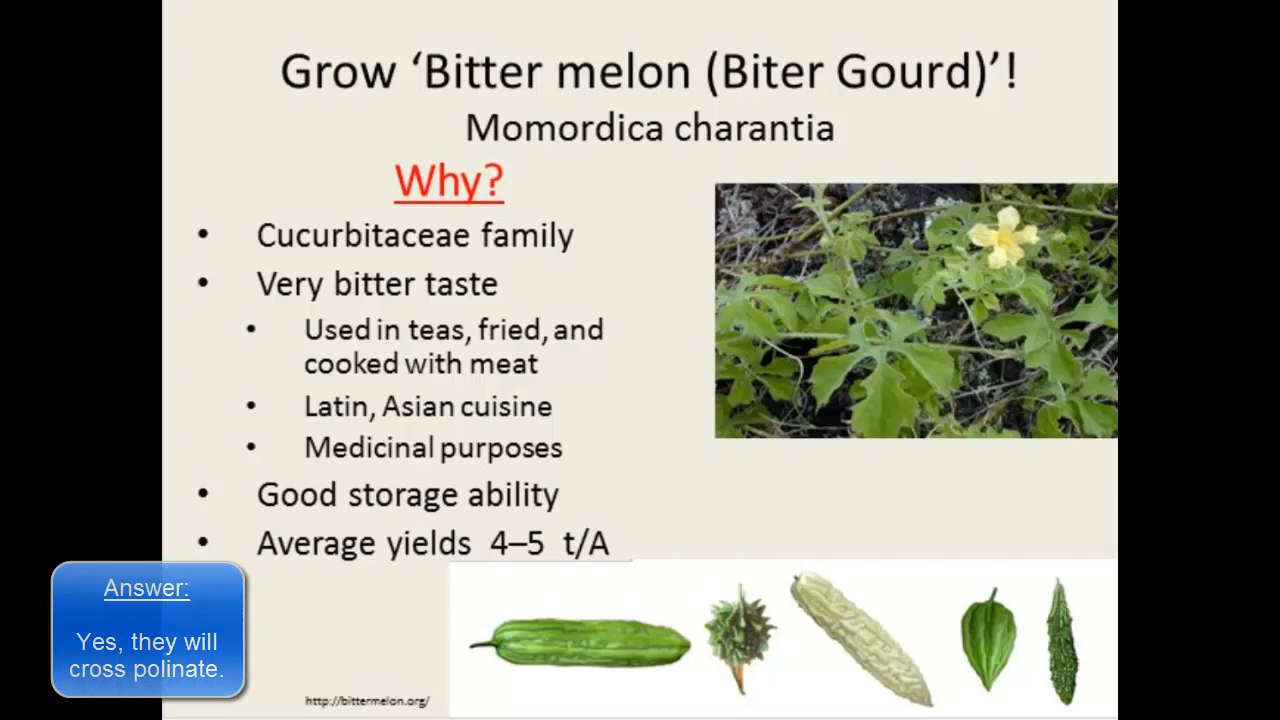 Grow ‘Bitter melon (Biter Gourd)’!
Momordica charantia
Why?
• Cucurbitaceae family
• Very bitter taste
• Used in teas, fried, and
cooked with meat
• Latin, Asian cuisine
• Medicinal purposes
• Good storage ability
• Average yields 4–5 t/A
Answer:
Yes, they will
cross polinate.
http://bittermelon.org/